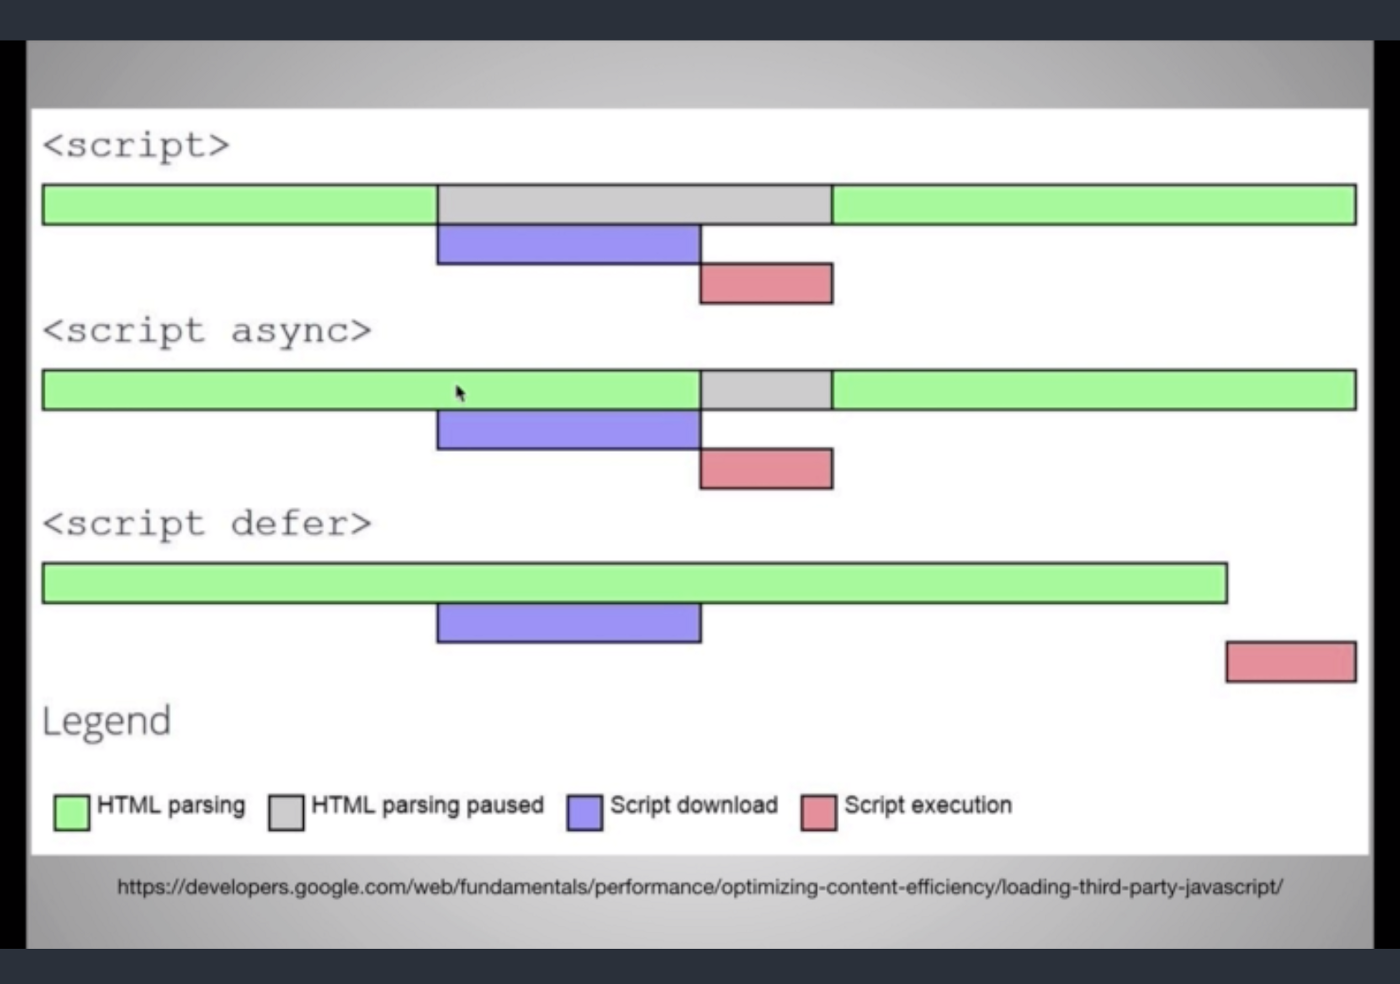 <script>
<script async>
<script defer>
Legend
HTML parsing HTML parsing paused Script download Script execution
https://developers.google.com/web/fundamentals/performance/optimizing-content-efficiency/loading-third-party-javascript/